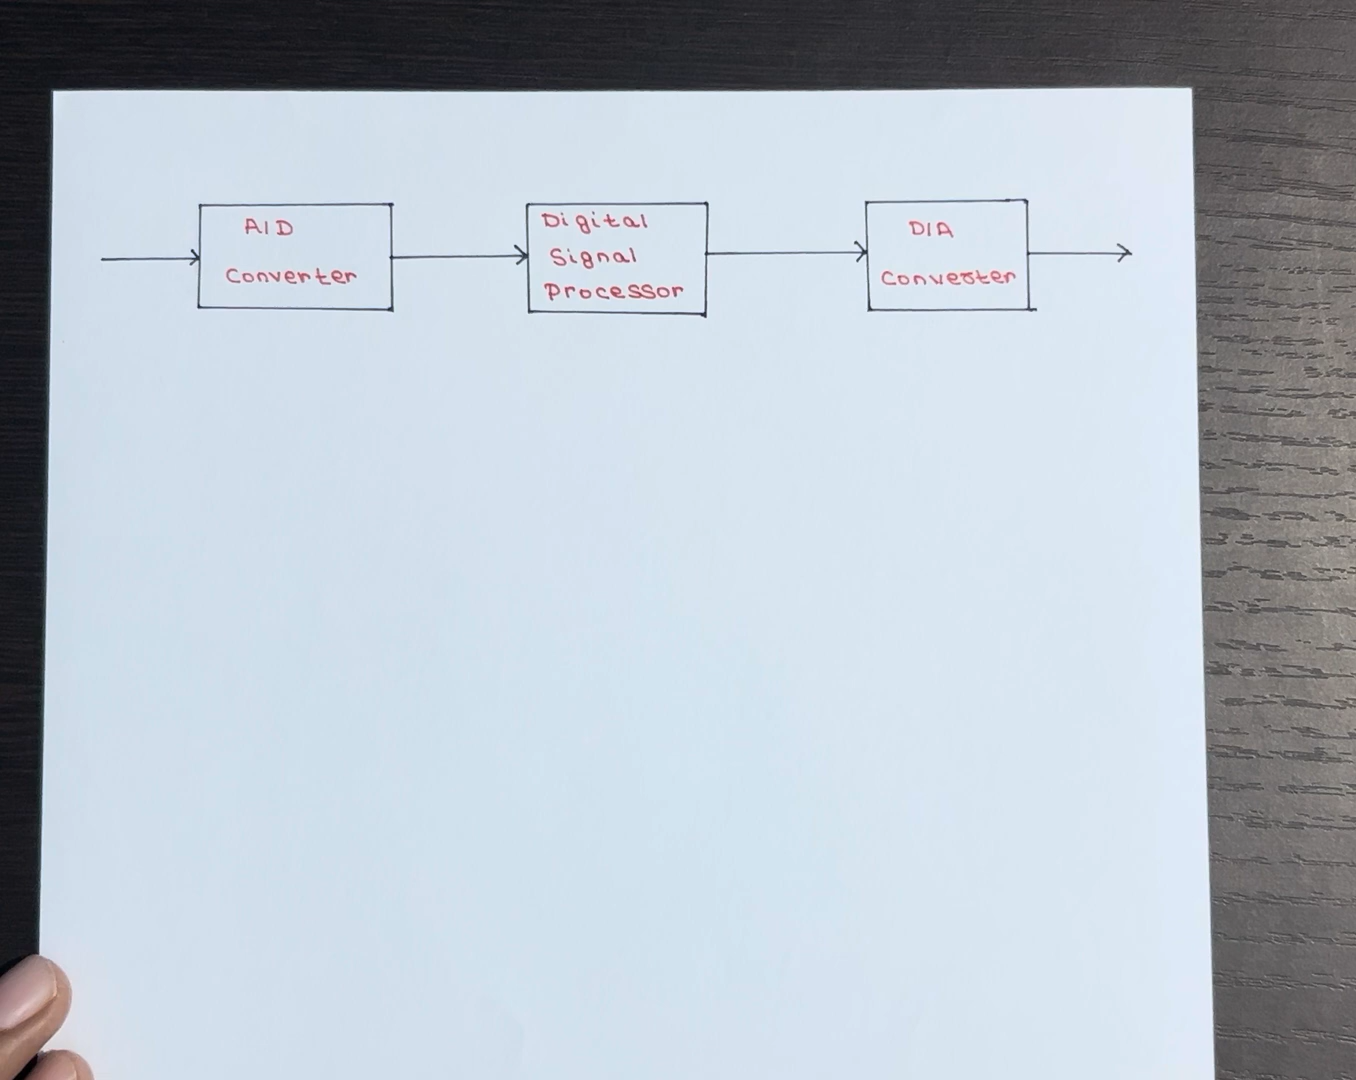 A/D
Converter
Digital
Signal
Processor
D/A
Converter